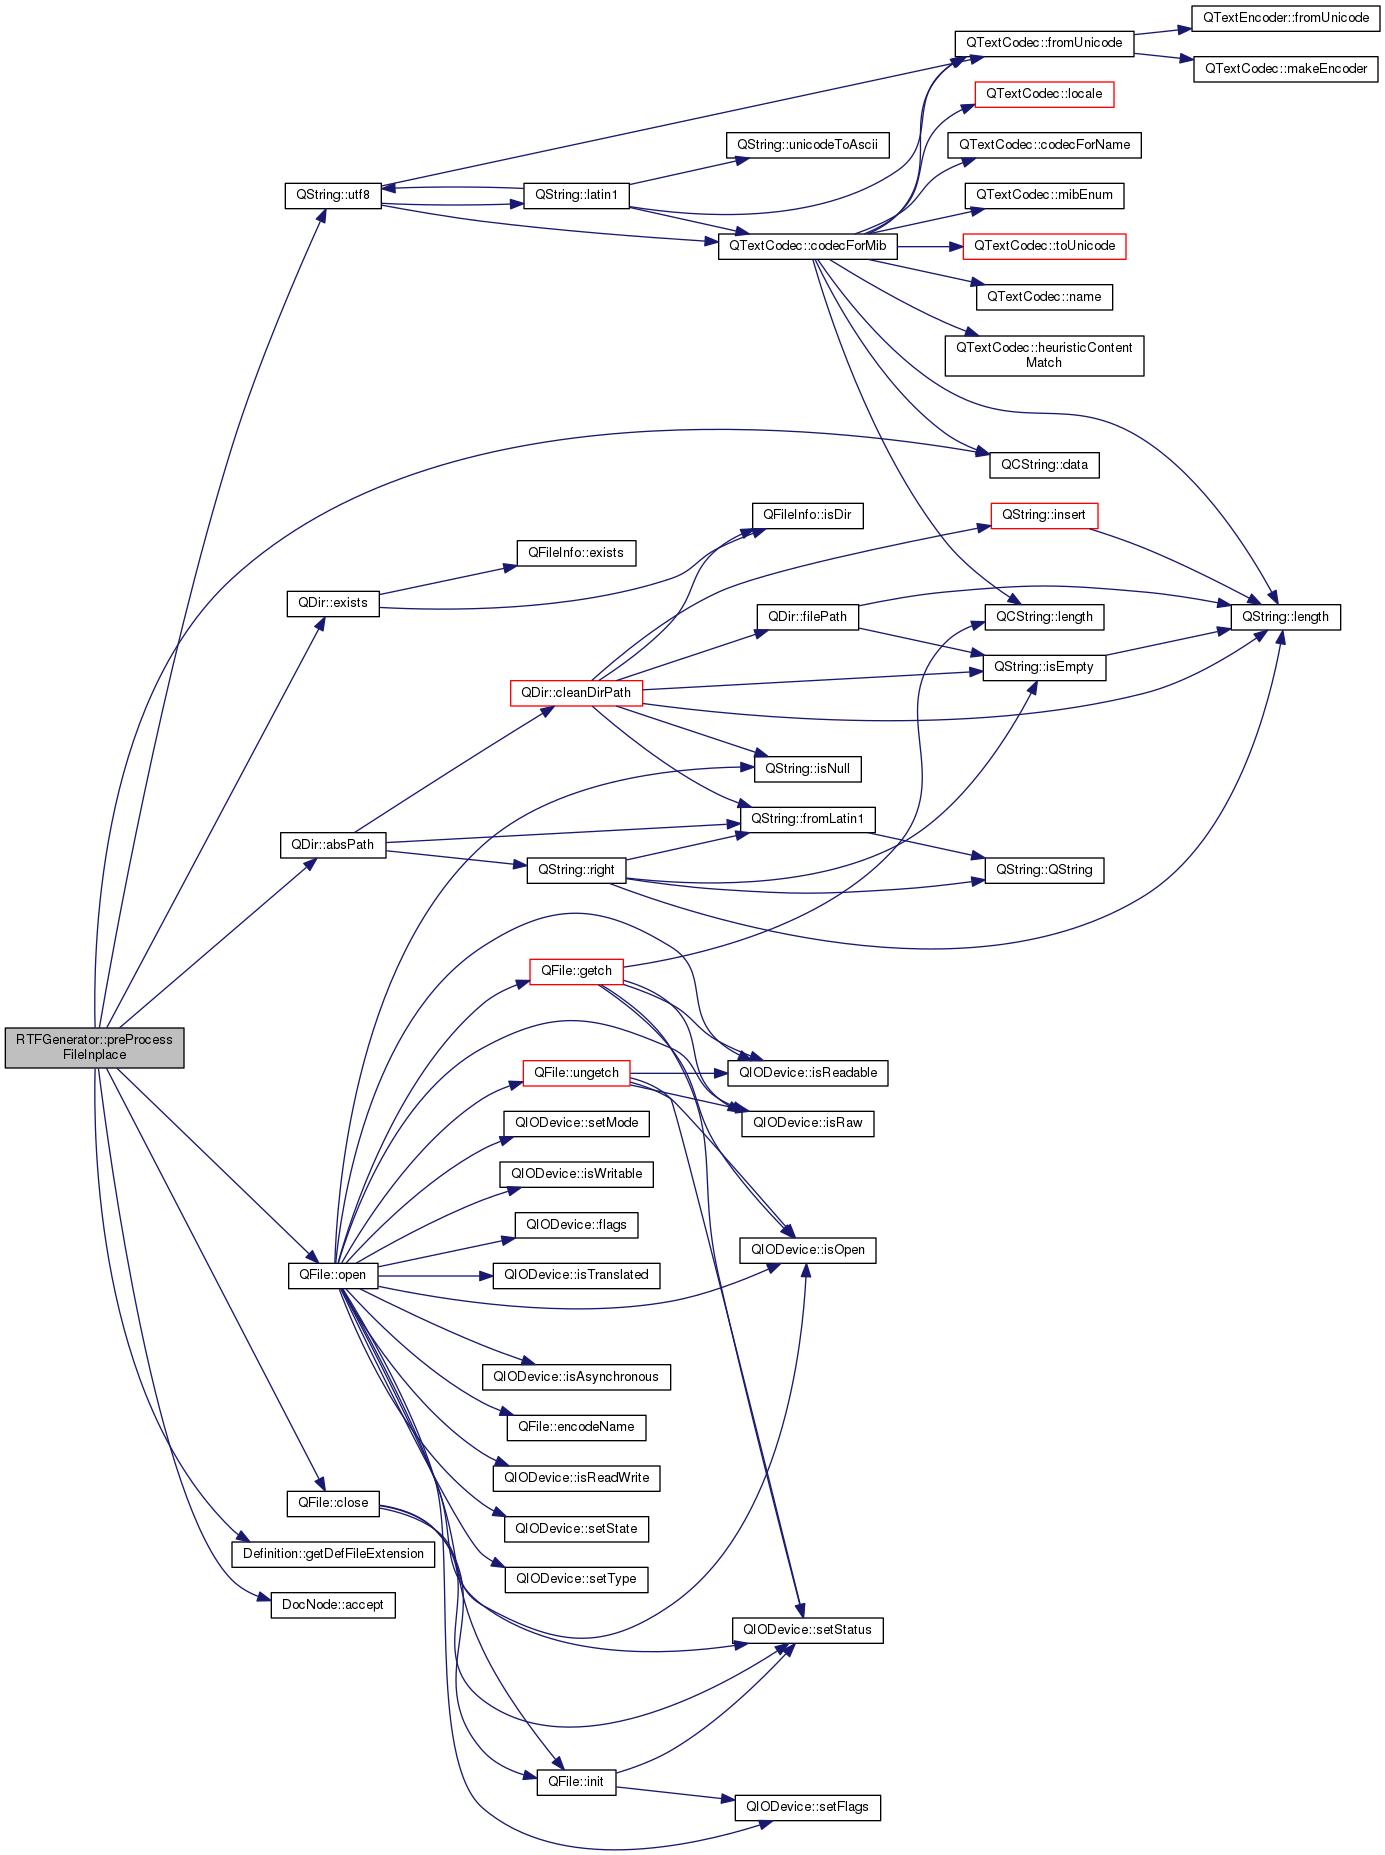 QTextEncoder::fromUnicode
QTextCodec::fromUnicode
QTextCodec::makeEncoder
QTextCodec::locale
QString::unicodeToAscii
QTextCodec::codecForName
QString::utf8
QString::latin1
QTextCodec::mibEnum
QTextCodec::codecForMib
QTextCodec::toUnicode
QTextCodec::name
QTextCodec::heuristicContent
Match
QCString::data
QFileInfo::isDir
QString::insert
QFileInfo::exists
QDir::exists
QDir::filePath
QCString::length
QString::length
QString::isEmpty
QDir::cleanDirPath
QString::isNull
QString::fromLatin1
QDir::absPath
QString::right
QString::QString
QFile::getch
RTFGenerator::preProcess
FileInplace
QFile::ungetch
QIODevice::isReadable
QIODevice::setMode
QIODevice::isRaw
QIODevice::isWritable
QIODevice::flags
QIODevice::isOpen
QFile::open
QIODevice::isTranslated
QIODevice::isAsynchronous
QFile::encodeName
QIODevice::isReadWrite
QFile::close
QIODevice::setState
Definition::getDefFileExtension
QIODevice::setType
DocNode::accept
QIODevice::setStatus
QFile::init
QIODevice::setFlags